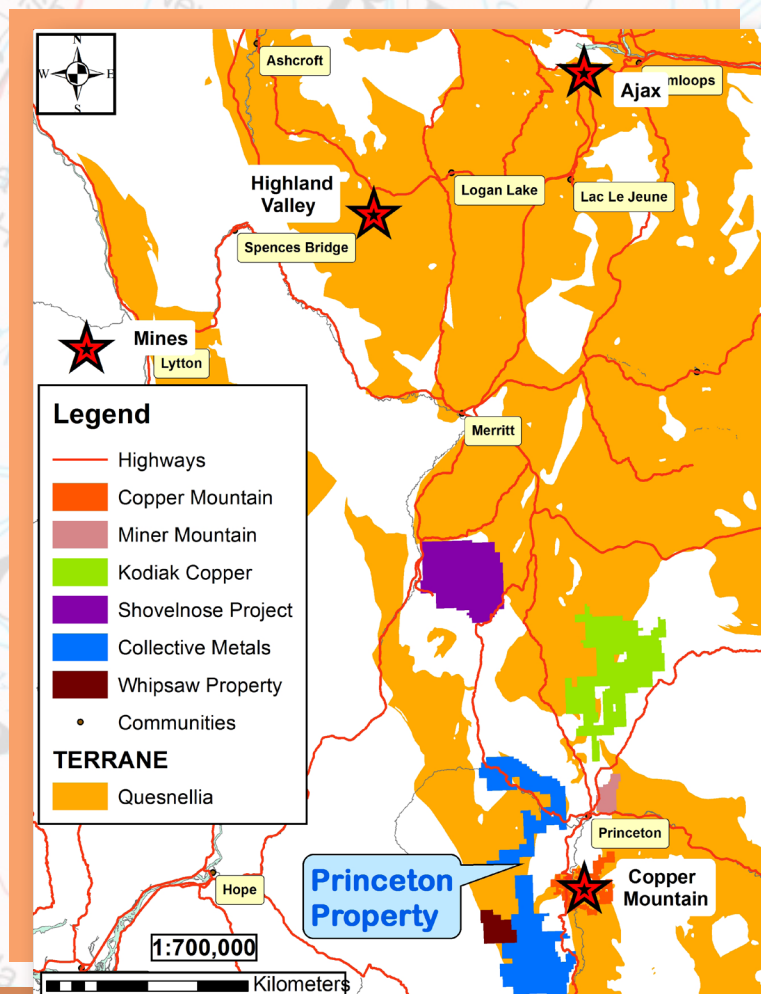 N
W E
S
Ashcroft
mloops
Ajax
Highland
Valley
Logan Lake
Lac Le Jeune
Spences Bridge
Mines
Lytton
Merritt
Legend
Highways
Copper Mountain
Miner Mountain
Kodiak Copper
Shovelnose Project
Collective Metals
Whipsaw Property
Communities
TERRANE
Quesnellia
Princeton
Copper
Mountain
Princeton
Property
Hope
1:700,000
Kilometers